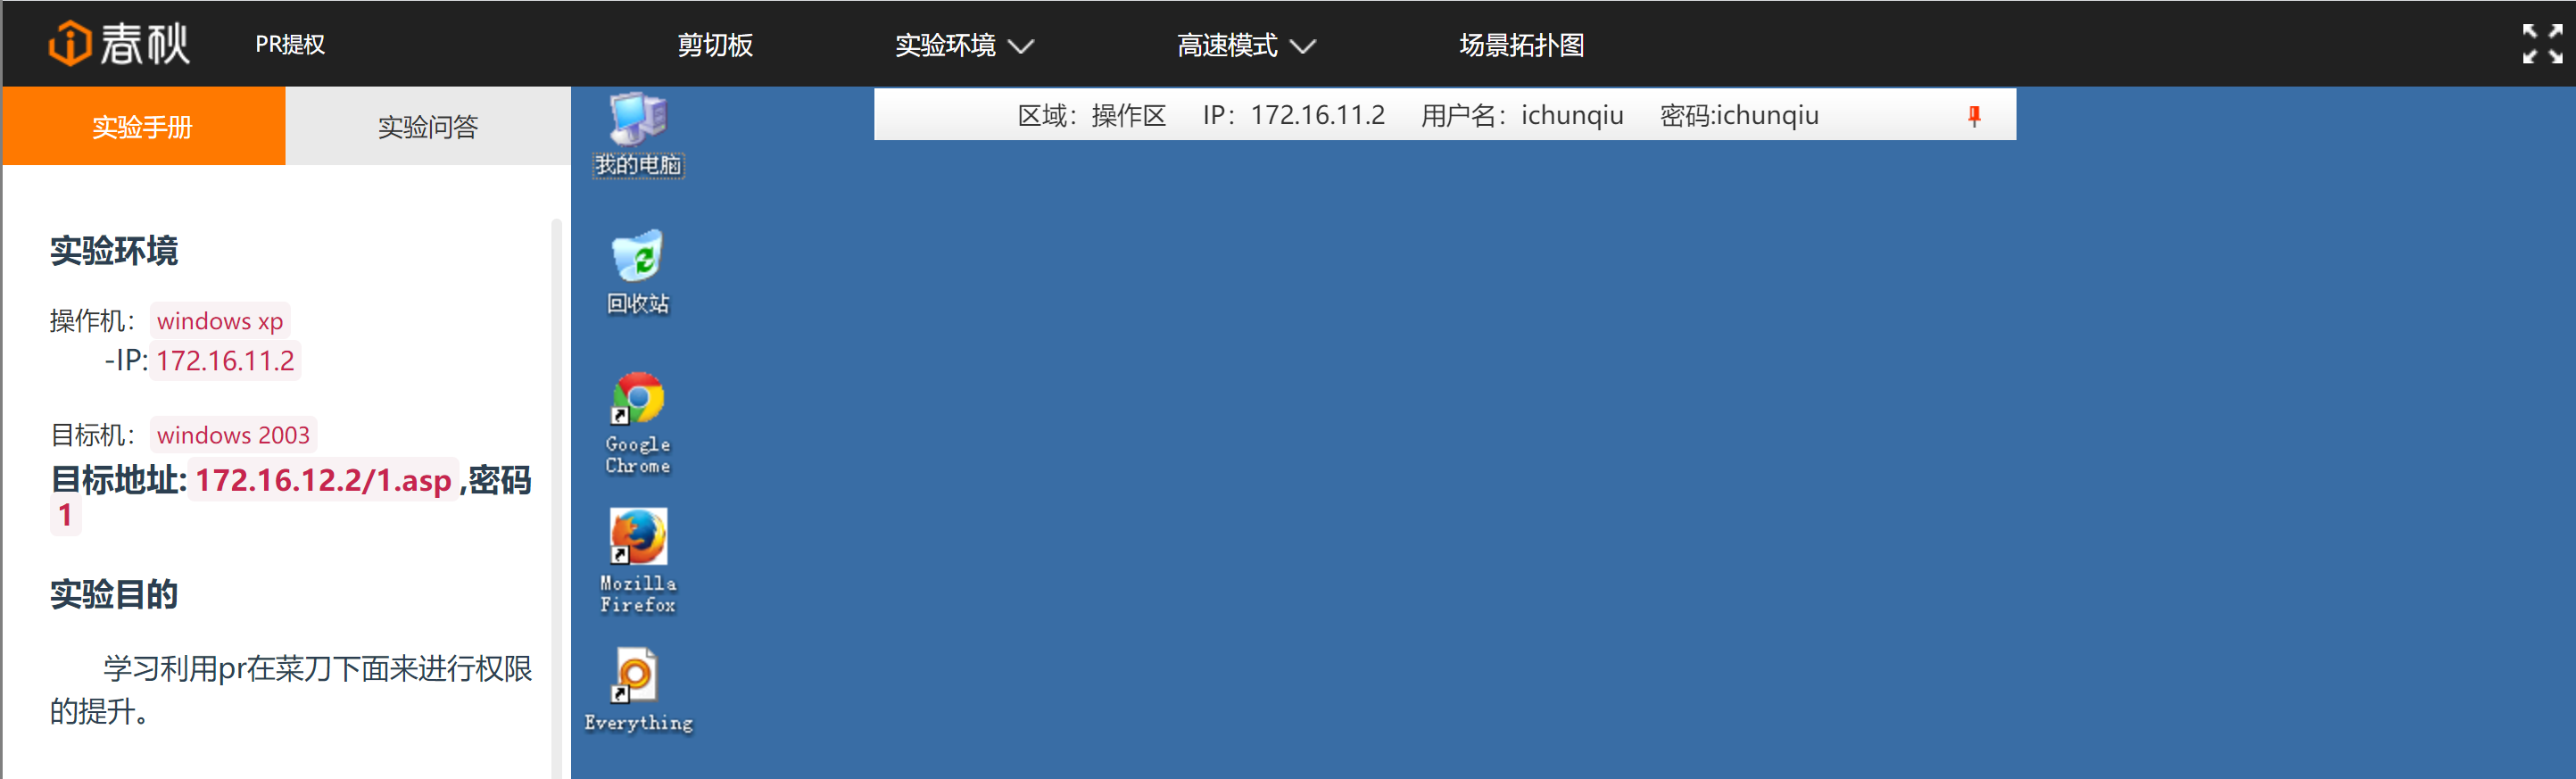 春秋 PR提权 剪切板 实验环境 高速模式 场景拓扑图
实验手册 实验问答
区域：操作区 IP：172.16.11.2 用户名：ichunqiu 密码:ichunqiu
实验环境
操作机： windows xp
-IP: 172.16.11.2
目标机： windows 2003
目标地址: 172.16.12.2/1.asp ,密码
1
实验目的
学习利用pr在菜刀下面来进行权限
的提升。
我的电脑
回收站
Google
Chrome
Mozilla
Firefox
Everything